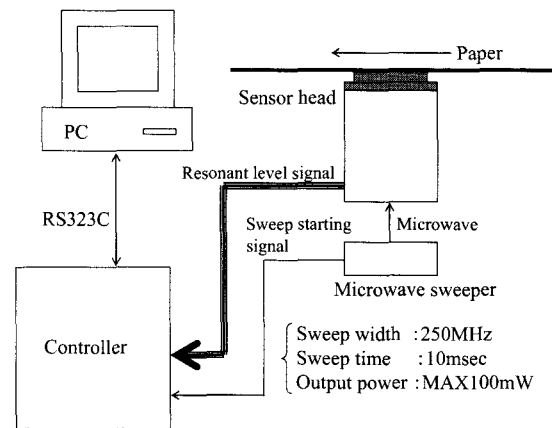 Paper
Sensor head
PC
Resonant level signal
RS323C
Sweep starting
signal
Microwave
Microwave sweeper
Controller
Sweep width : 250MHz
Sweep time : 10msec
Output power : MAX100mW